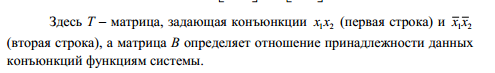 Здесь T – матрица, задающая конъюнкции x₁x₂ (первая строка) и x̅₁x̅₂
(вторая строка), а матрица B определяет отношение принадлежности данных
конъюнкций функциям системы.